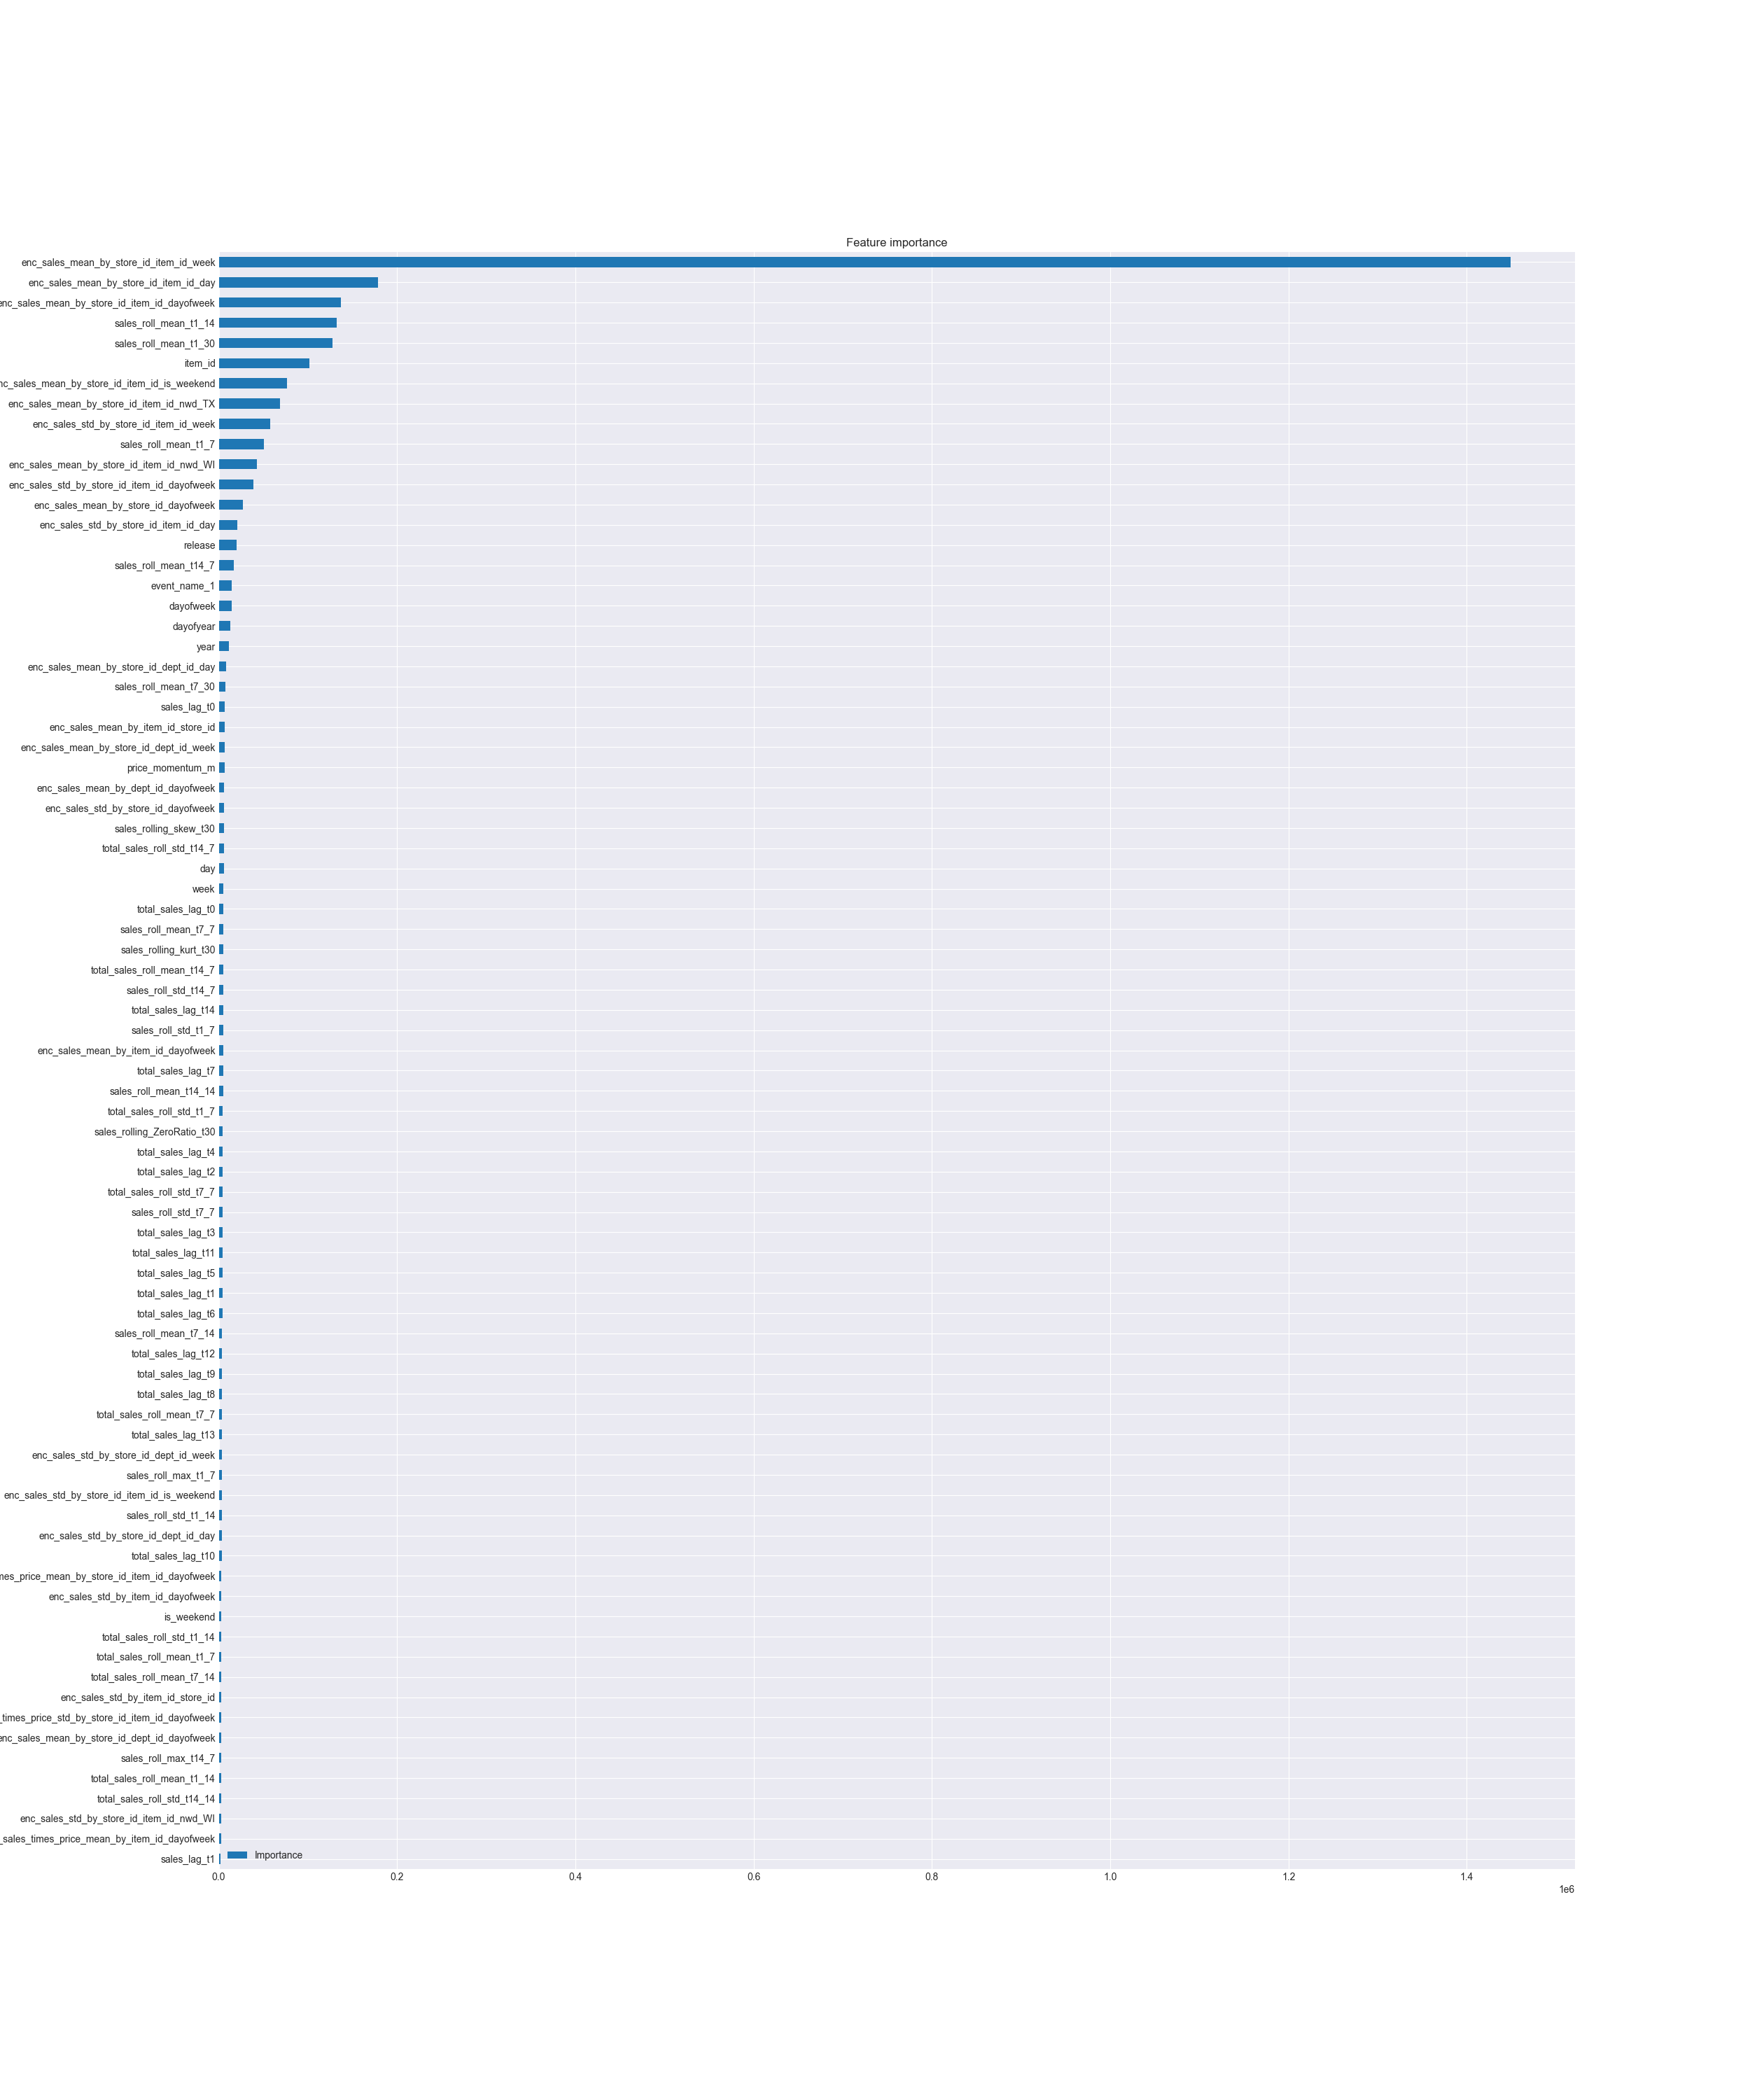 Feature importance
enc_sales_mean_by_store_id_item_id_week
enc_sales_mean_by_store_id_item_id_day
enc_sales_mean_by_store_id_item_id_dayofweek
sales_roll_mean_t1_14
sales_roll_mean_t1_30
item_id
nc_sales_mean_by_store_id_item_id_is_weekend
enc_sales_mean_by_store_id_item_id_nwd_TX
enc_sales_std_by_store_id_item_id_week
sales_roll_mean_t1_7
enc_sales_mean_by_store_id_item_id_nwd_WI
enc_sales_std_by_store_id_item_id_dayofweek
enc_sales_mean_by_store_id_dayofweek
enc_sales_std_by_store_id_item_id_day
release
sales_roll_mean_t14_7
event_name_1
dayofweek
dayofyear
year
enc_sales_mean_by_store_id_dept_id_day
sales_roll_mean_t7_30
sales_lag_t0
enc_sales_mean_by_item_id_store_id
enc_sales_mean_by_store_id_dept_id_week
price_momentum_m
enc_sales_mean_by_dept_id_dayofweek
enc_sales_std_by_store_id_dayofweek
sales_rolling_skew_t30
total_sales_roll_std_t14_7
day
week
total_sales_lag_t0
sales_roll_mean_t7_7
sales_rolling_kurt_t30
total_sales_roll_mean_t14_7
sales_roll_std_t14_7
total_sales_lag_t14
sales_roll_std_t1_7
enc_sales_mean_by_item_id_dayofweek
total_sales_lag_t7
sales_roll_mean_t14_14
total_sales_roll_std_t1_7
sales_rolling_ZeroRatio_t30
total_sales_lag_t4
total_sales_lag_t2
total_sales_roll_std_t7_7
sales_roll_std_t7_7
total_sales_lag_t3
total_sales_lag_t11
total_sales_lag_t5
total_sales_lag_t1
total_sales_lag_t6
sales_roll_mean_t7_14
total_sales_lag_t12
total_sales_lag_t9
total_sales_lag_t8
total_sales_roll_mean_t7_7
total_sales_lag_t13
enc_sales_std_by_store_id_dept_id_week
sales_roll_max_t1_7
enc_sales_std_by_store_id_item_id_is_weekend
sales_roll_std_t1_14
enc_sales_std_by_store_id_dept_id_day
total_sales_lag_t10
mes_price_mean_by_store_id_item_id_dayofweek
enc_sales_std_by_item_id_dayofweek
is_weekend
total_sales_roll_std_t1_14
total_sales_roll_mean_t1_7
total_sales_roll_mean_t7_14
enc_sales_std_by_item_id_store_id
_times_price_std_by_store_id_item_id_dayofweek
enc_sales_mean_by_store_id_dept_id_dayofweek
sales_roll_max_t14_7
total_sales_roll_mean_t1_14
total_sales_roll_std_t14_14
enc_sales_std_by_store_id_item_id_nwd_WI
_sales_times_price_mean_by_item_id_dayofweek
sales_lag_t1
Importance
0.0 0.2 0.4 0.6 0.8 1.0 1.2 1.4
1e6